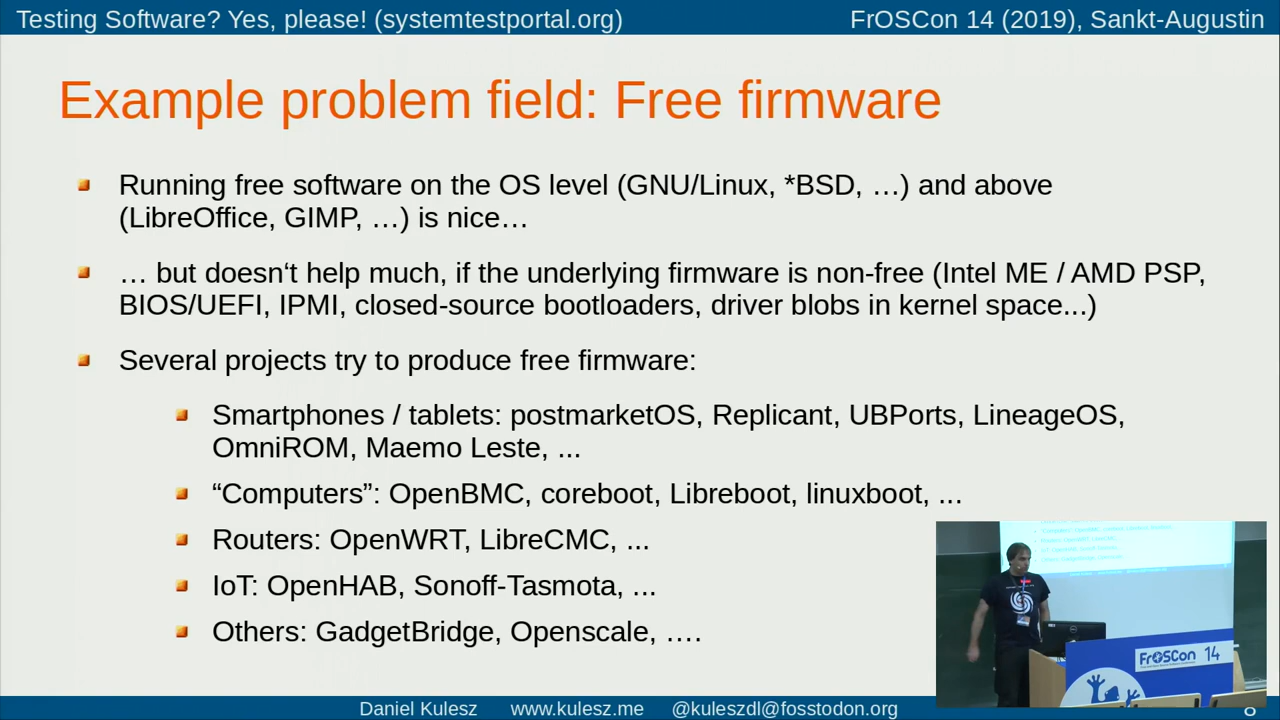 Testing Software? Yes, please! (systemtestportal.org)
FrOSCon 14 (2019), Sankt-Augustin
Example problem field: Free firmware
Running free software on the OS level (GNU/Linux, *BSD, …) and above
(LibreOffice, GIMP, …) is nice…
… but doesn‘t help much, if the underlying firmware is non-free (Intel ME / AMD PSP,
BIOS/UEFI, IPMI, closed-source bootloaders, driver blobs in kernel space...)
Several projects try to produce free firmware:
Smartphones / tablets: postmarketOS, Replicant, UBPorts, LineageOS,
OmniROM, Maemo Leste, ...
“Computers”: OpenBMC, coreboot, Libreboot, linuxboot, ...
Routers: OpenWRT, LibreCMC, ...
IoT: OpenHAB, Sonoff-Tasmota, ...
Others: GadgetBridge, Openscale, ….
FrOSCon 14
Daniel Kulesz www.kulesz.me @kuleszdl@fosstodon.org